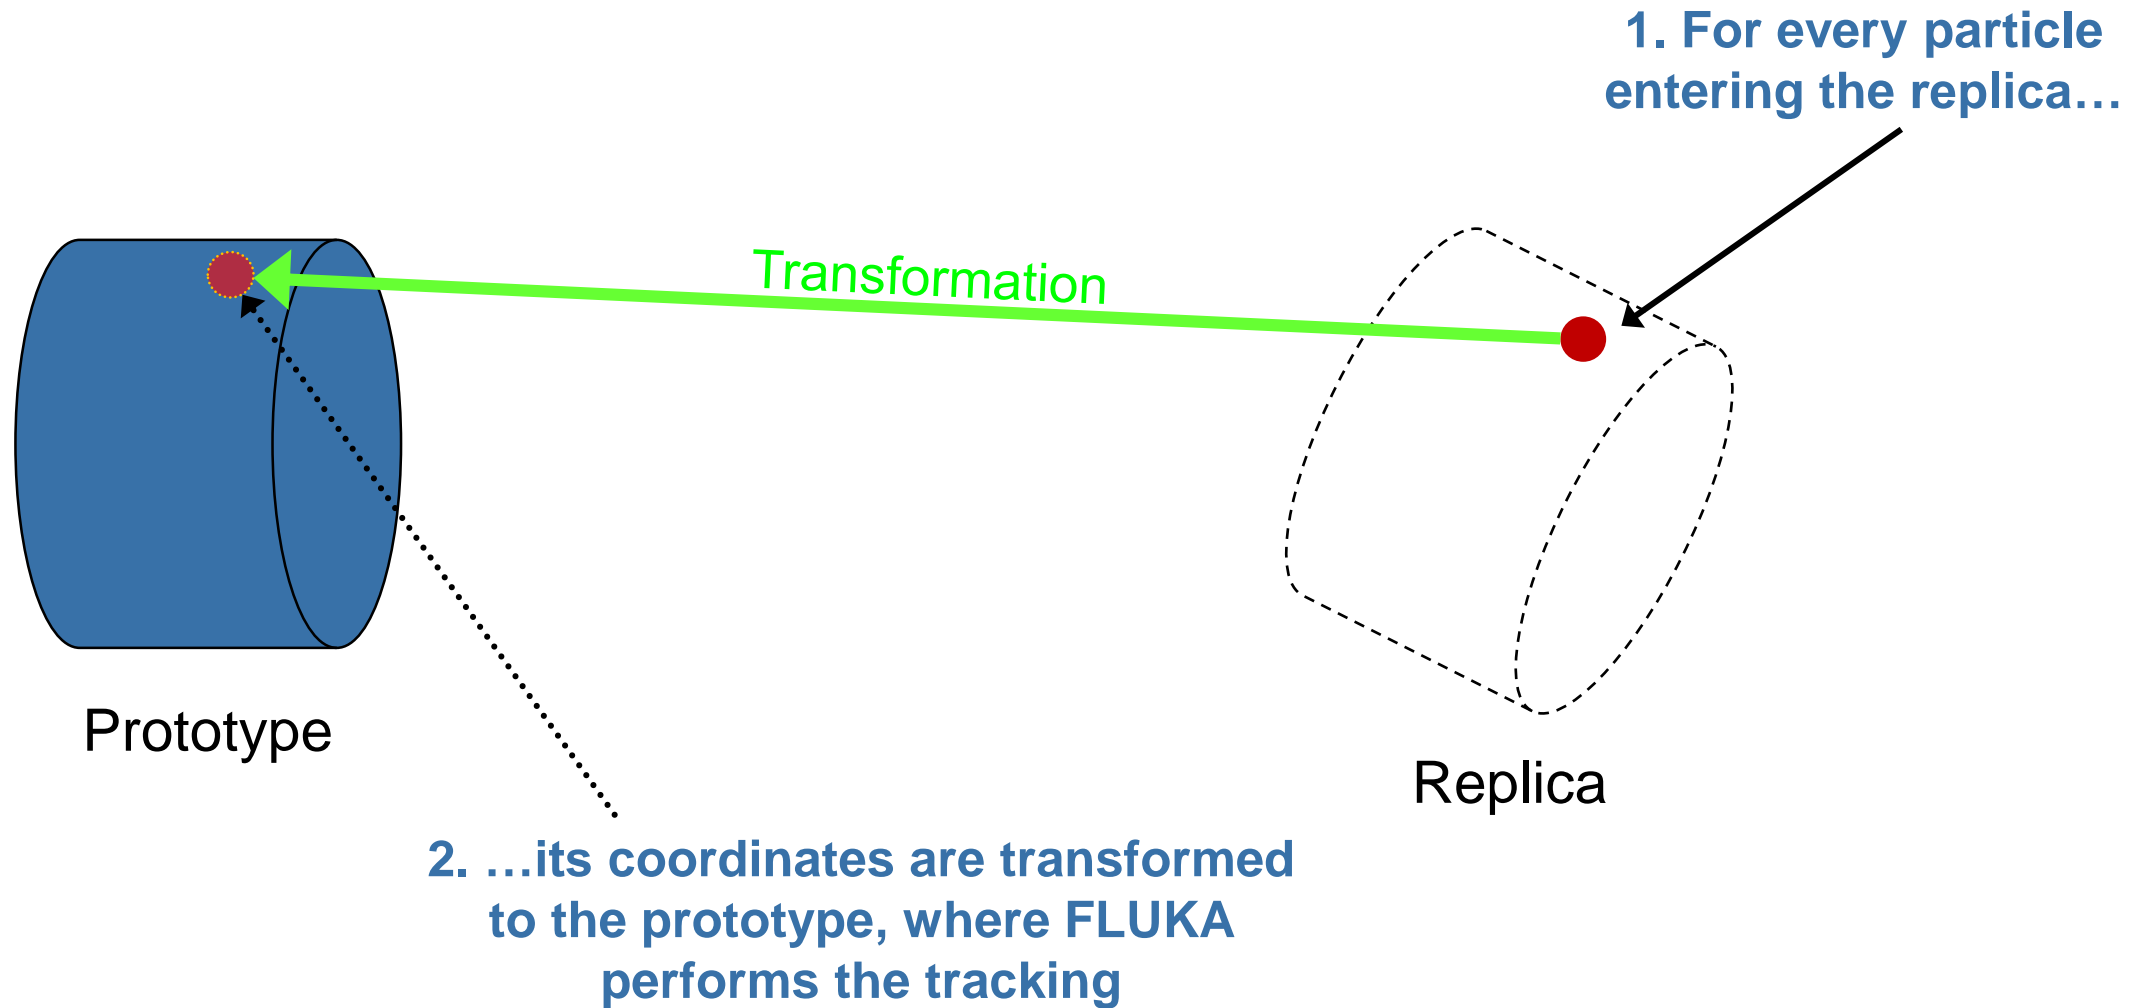 1. For every particle
entering the replica…
Transformation
Prototype
Replica
2. …its coordinates are transformed
to the prototype, where FLUKA
performs the tracking